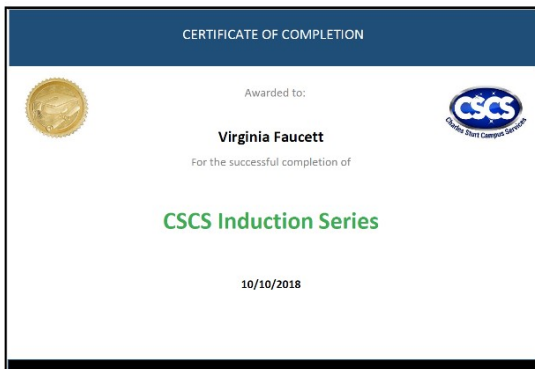 CERTIFICATE OF COMPLETION
Awarded to:
CSCS
Charles Sturt Campus Services
Virginia Faucett
For the successful completion of
CSCS Induction Series
10/10/2018